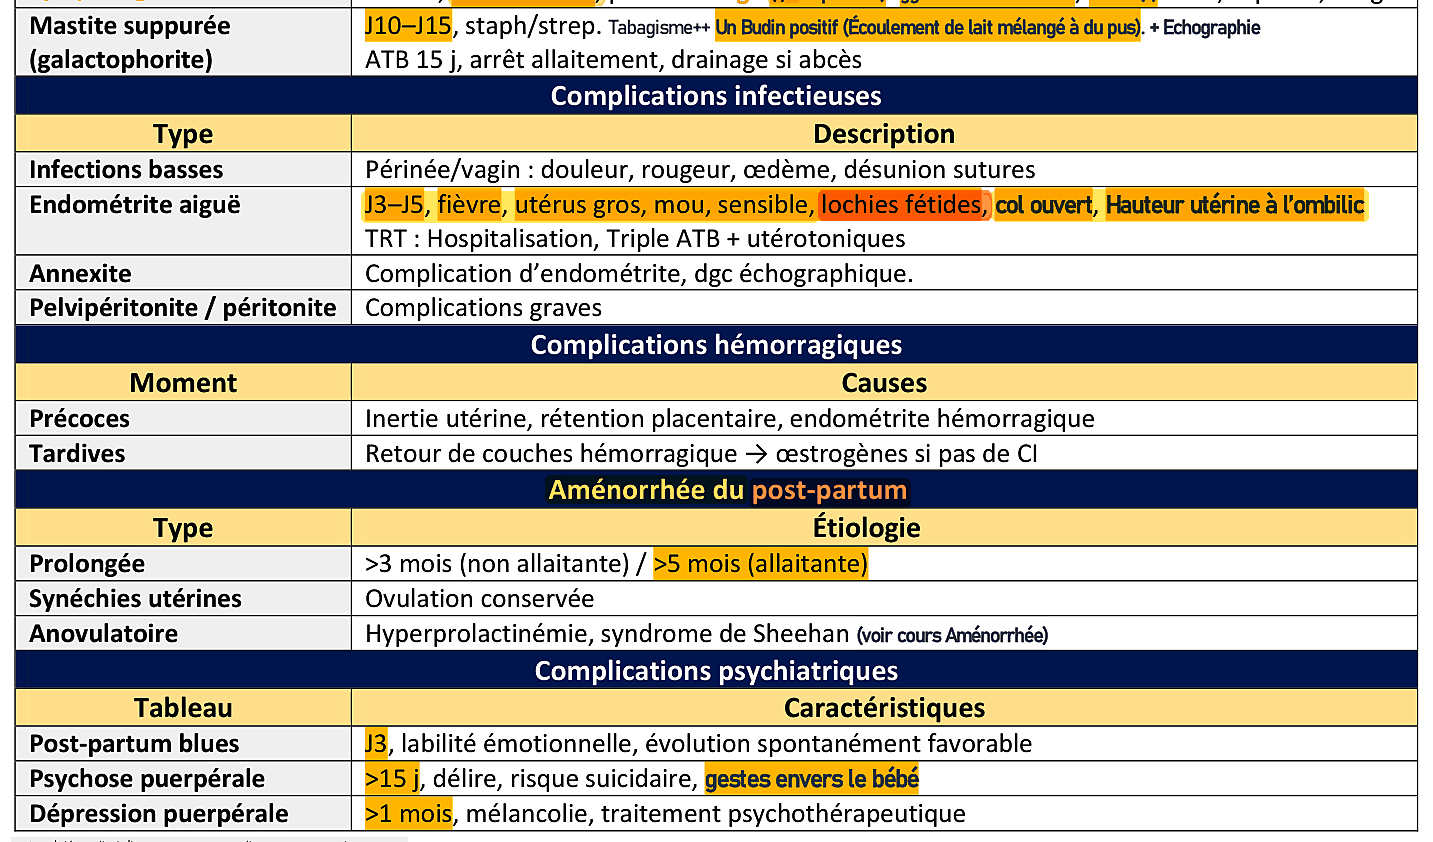 Mastite suppurée (galactophorite)
J10–J15, staph/strep. Tabagisme++ Un Budin positif (Écoulement de lait mélangé à du pus). + Echographie
ATB 15 j, arrêt allaitement, drainage si abcès
Complications infectieuses
Type Description
Infections basses Périnée/vagin : douleur, rougeur, œdème, désunion sutures
Endométrite aiguë J3–J5, fièvre, utérus gros, mou, sensible, lochies fétides, col ouvert, Hauteur utérine à l'ombilic
TRT : Hospitalisation, Triple ATB + utérotoniques
Annexite Complication d'endométrite, dgc échographique.
Pelvipéritonite / péritonite Complications graves
Complications hémorragiques
Moment Causes
Précoces Inertie utérine, rétention placentaire, endométrite hémorragique
Tardives Retour de couches hémorragique → œstrogènes si pas de CI
Aménorrhée du post-partum
Type Étiologie
Prolongée >3 mois (non allaitante) / >5 mois (allaitante)
Synéchies utérines Ovulation conservée
Anovulatoire Hyperprolactinémie, syndrome de Sheehan (voir cours Aménorrhée)
Complications psychiatriques
Tableau Caractéristiques
Post-partum blues J3, labilité émotionnelle, évolution spontanément favorable
Psychose puerpérale >15 j, délire, risque suicidaire, gestes envers le bébé
Dépression puerpérale >1 mois, mélancolie, traitement psychothérapeutique